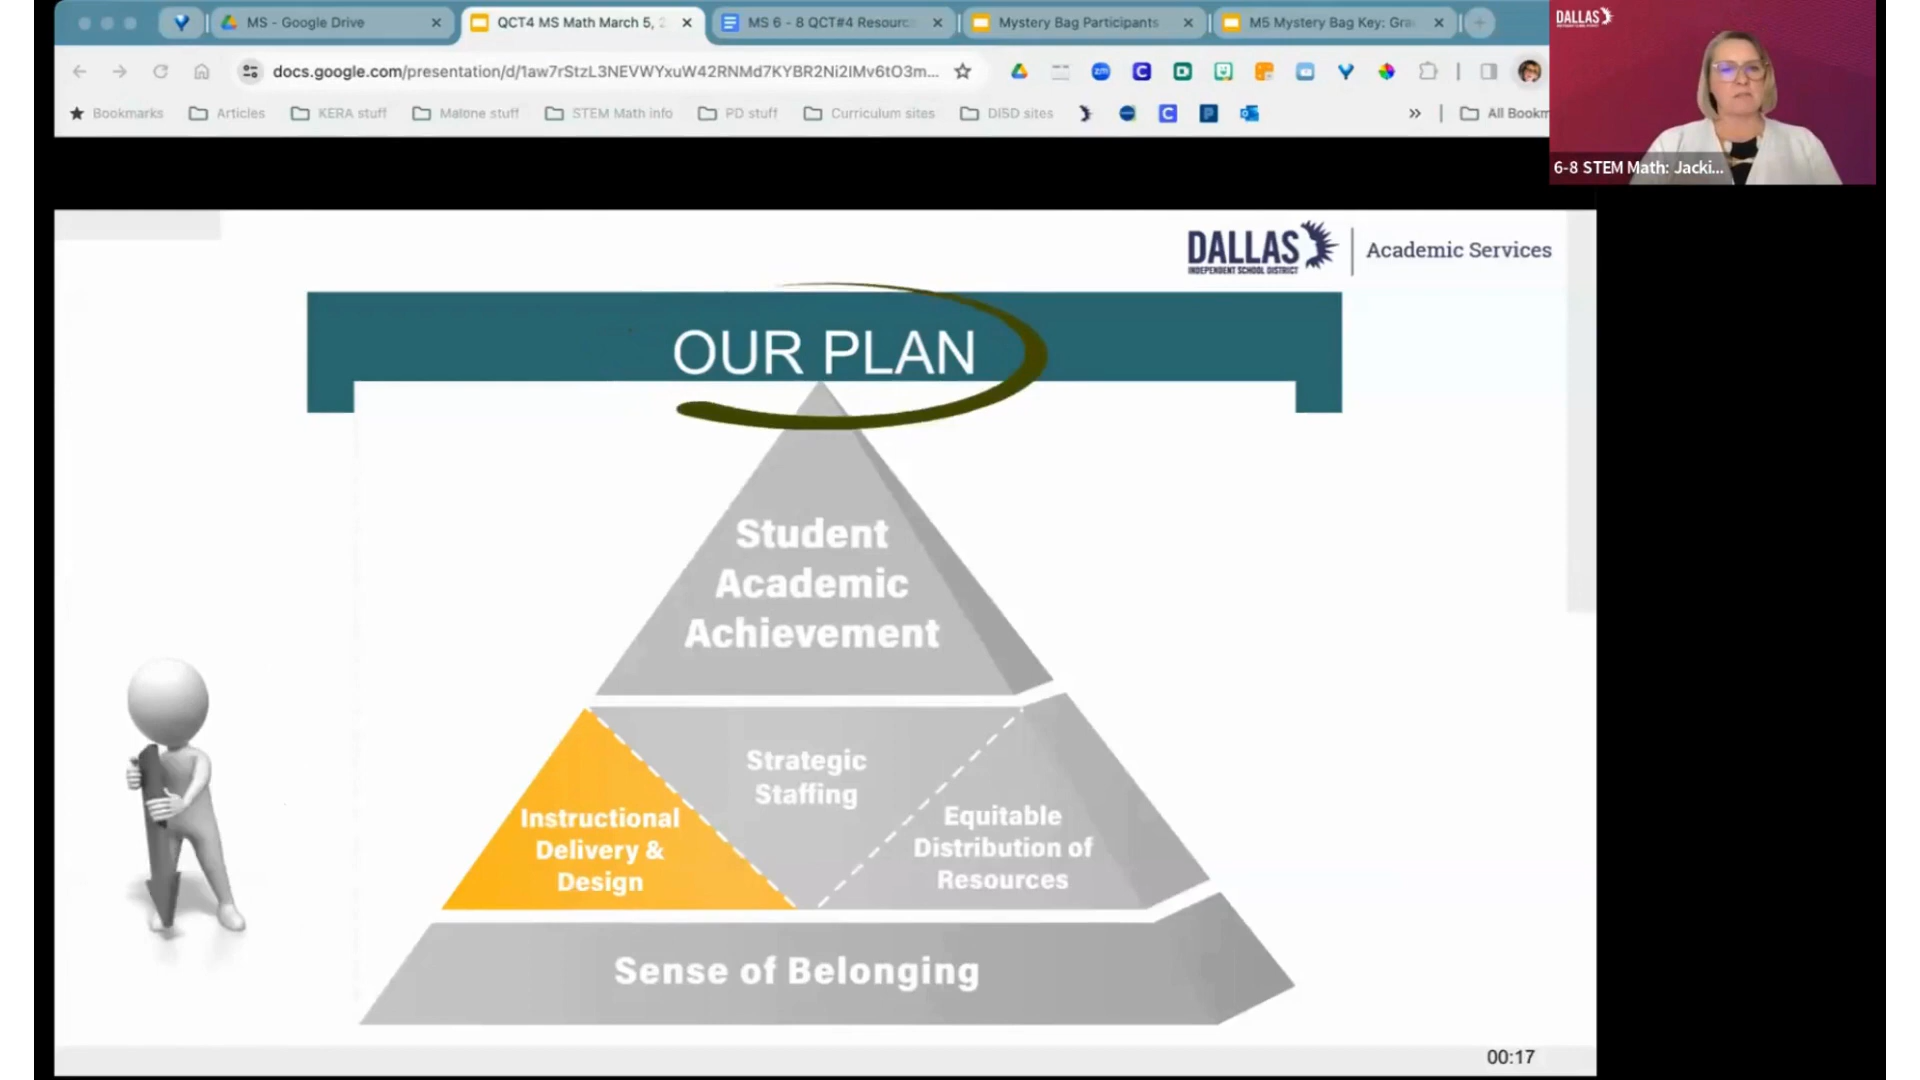 MS - Google Drive
QCT4 MS Math March 5, 2
MS 6 - 8 QCT#4 Resourc
Mystery Bag Participants
M5 Mystery Bag Key: Gra
docs.google.com/presentation/d/1aw7rStzL3NEVWYxuW42RNMd7KYBR2Ni2IMv6tO3m...
Bookmarks
Articles
KERA stuff
Malone stuff
STEM Math info
PD stuff
Curriculum sites
DISD sites
»
All Bookm
DALLAS
6-8 STEM Math: Jacki...
DALLAS
INDEPENDENT SCHOOL DISTRICT
Academic Services
OUR PLAN
Student
Academic
Achievement
Strategic
Staffing
Instructional
Delivery &
Design
Equitable
Distribution of
Resources
Sense of Belonging
00:17